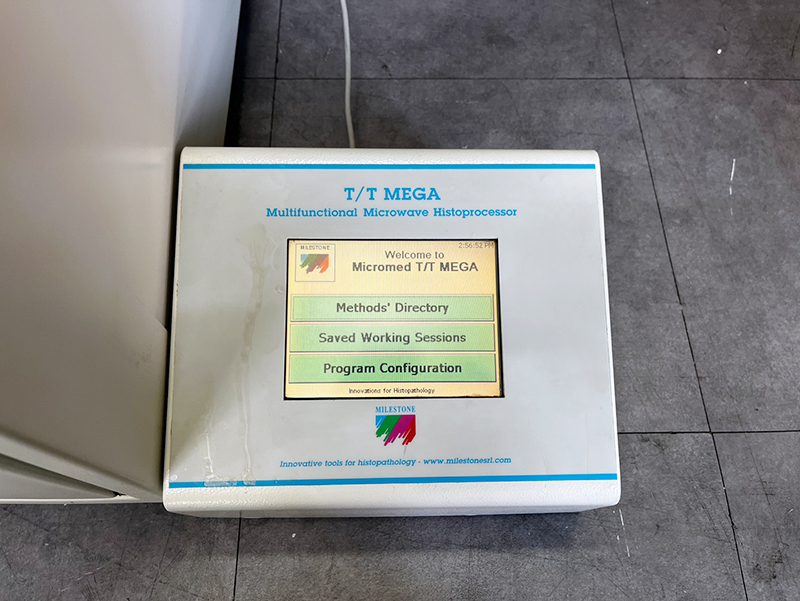 T/T MEGA
Multifunctional Microwave Histoprocessor
MILESTONE
2:56:52 PM
Welcome to
Micromed T/T MEGA
Methods' Directory
Saved Working Sessions
Program Configuration
Innovations for Histopathology
MILESTONE
Innovative tools for histopathology - www.milestonesrl.com